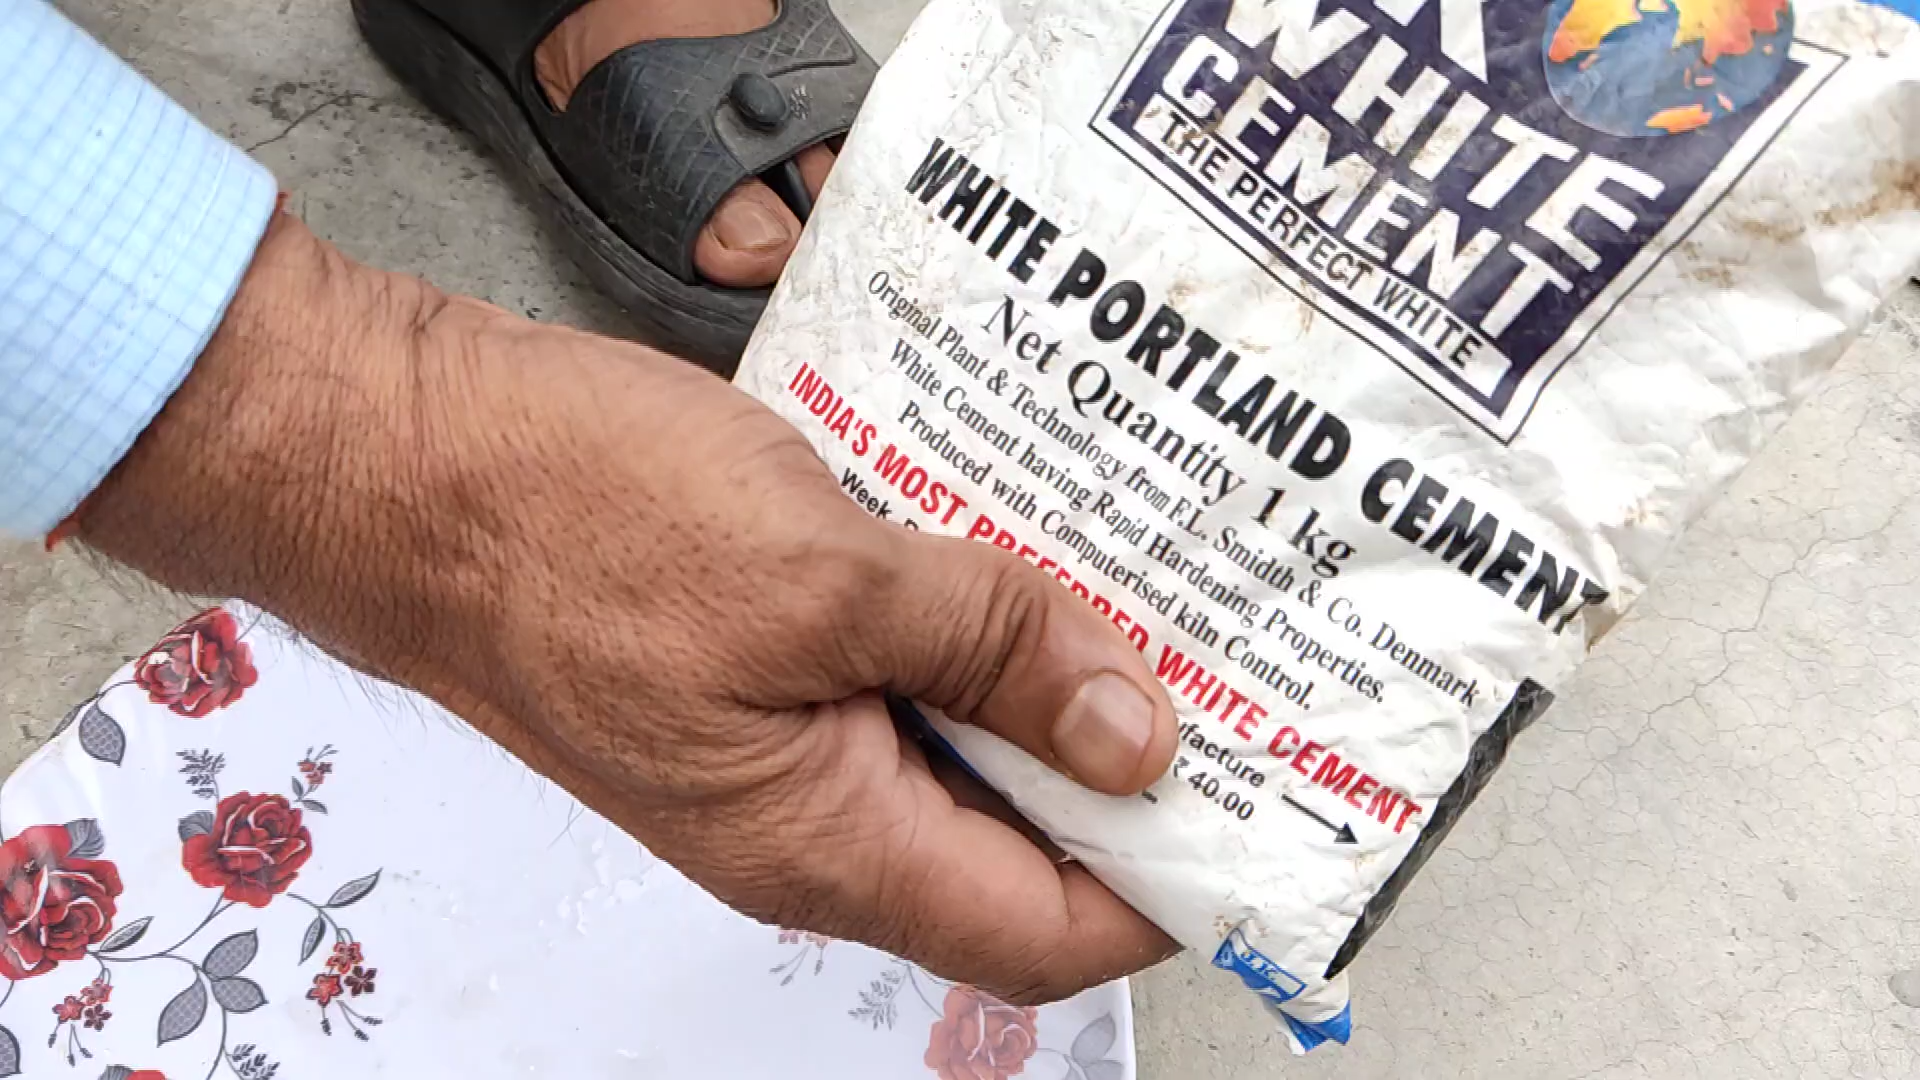 K
WHITE
CEMENT
THE PERFECT WHITE
WHITE PORTLAND CEMENT
Net Quantity 1 kg
Original Plant & Technology from F.L. Smidth & Co. Denmark
White Cement having Rapid Hardening Properties.
Produced with Computerised kiln Control.
INDIA'S MOST PREFERRED WHITE CEMENT
Week
₹ 40.00
J.K.